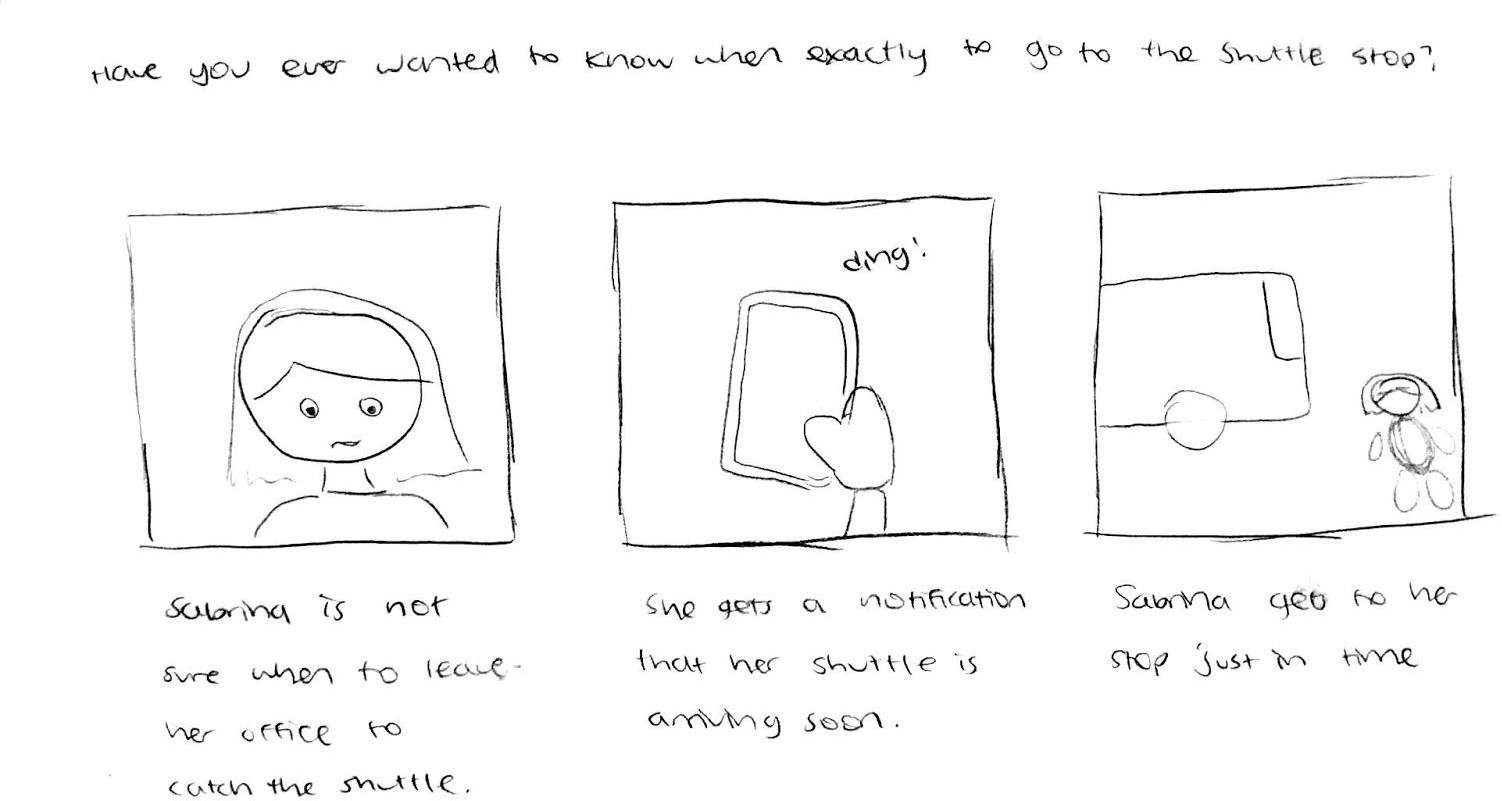 Have you ever wanted to know when exactly to go to the shuttle stop?
ding!
Sabrina is not
sure when to leave
her office to
catch the shuttle.
She gets a notification
that her shuttle is
arriving soon.
Sabrina gets to her
stop just in time